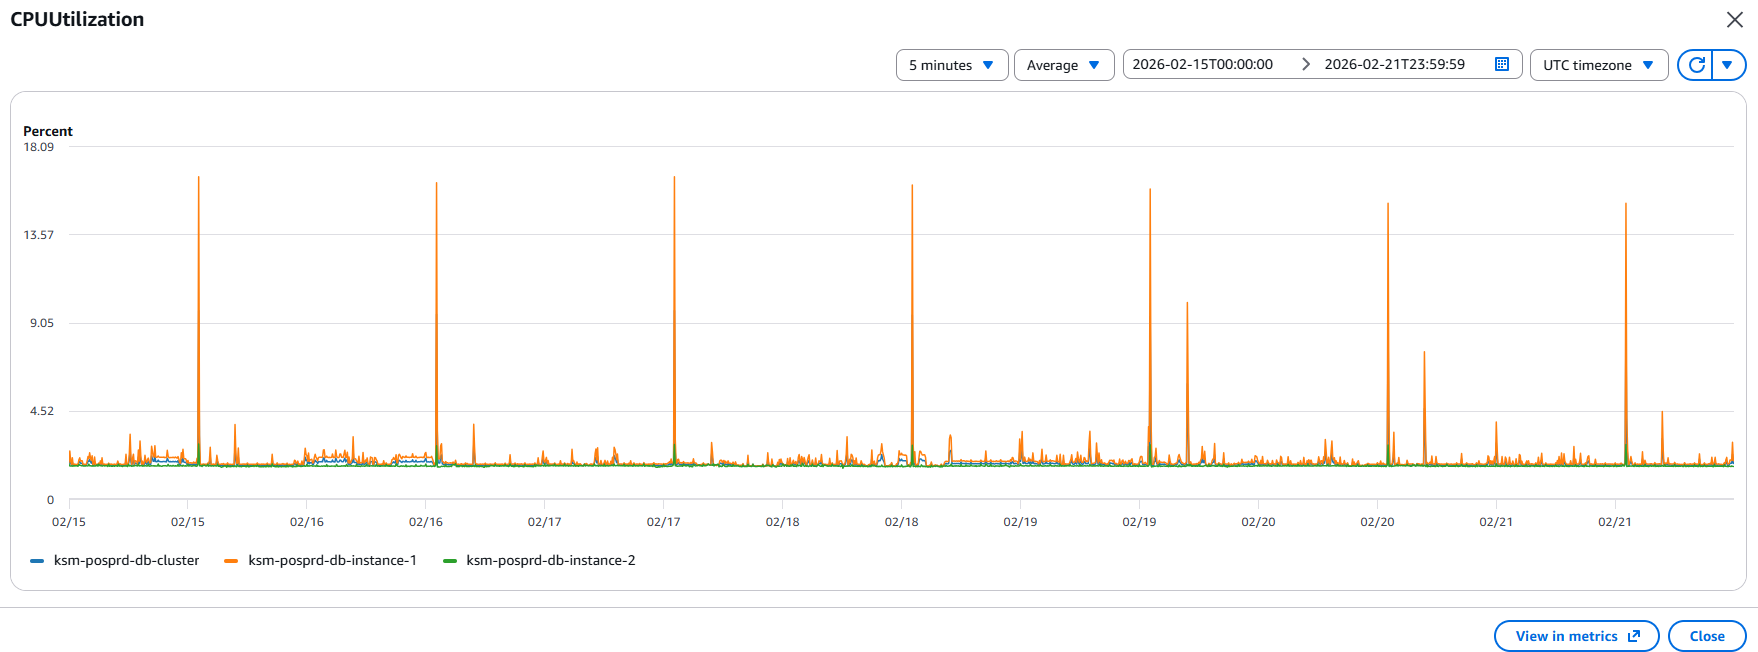 CPUUtilization
5 minutes Average 2026-02-15T00:00:00 2026-02-21T23:59:59 UTC timezone
Percent
18.09
13.57
9.05
4.52
0
02/15 02/15 02/16 02/16 02/17 02/17 02/18 02/18 02/19 02/19 02/20 02/20 02/21 02/21
ksm-posprd-db-cluster ksm-posprd-db-instance-1 ksm-posprd-db-instance-2
View in metrics Close